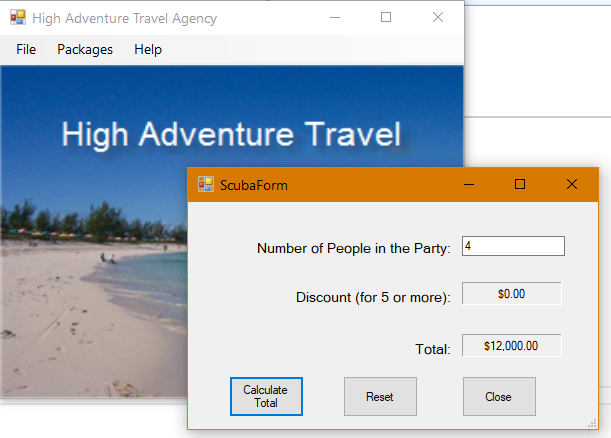 High Adventure Travel Agency
File Packages Help
High Adventure Travel
ScubaForm
Number of People in the Party: 4
Discount (for 5 or more): $0.00
Total: $12,000.00
Calculate
Total
Reset
Close